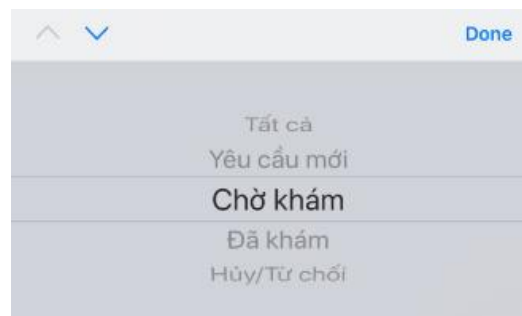 Done
Tất cả
Yêu cầu mới
Chờ khám
Đã khám
Hủy/Từ chối